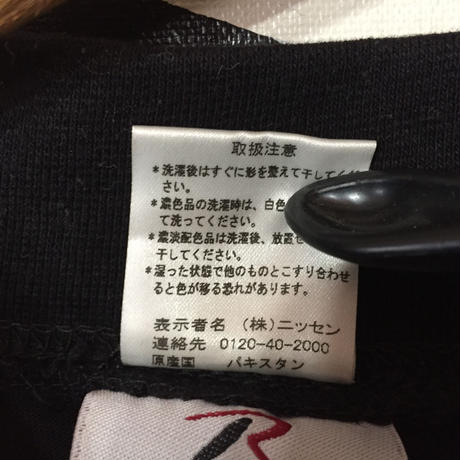 取扱注意
*洗濯後はすぐに形を整えて干してくだ
さい。
*濃色品の洗濯時は、白色
て洗ってください。
*濃淡配色品は洗濯後、放置せ
干してください。
*湿った状態で他のものとこすり合わせ
ると色が移る恐れがあります。
表示者名 (株)ニッセン
連絡先 0120-40-2000
原産国 パキスタン
R